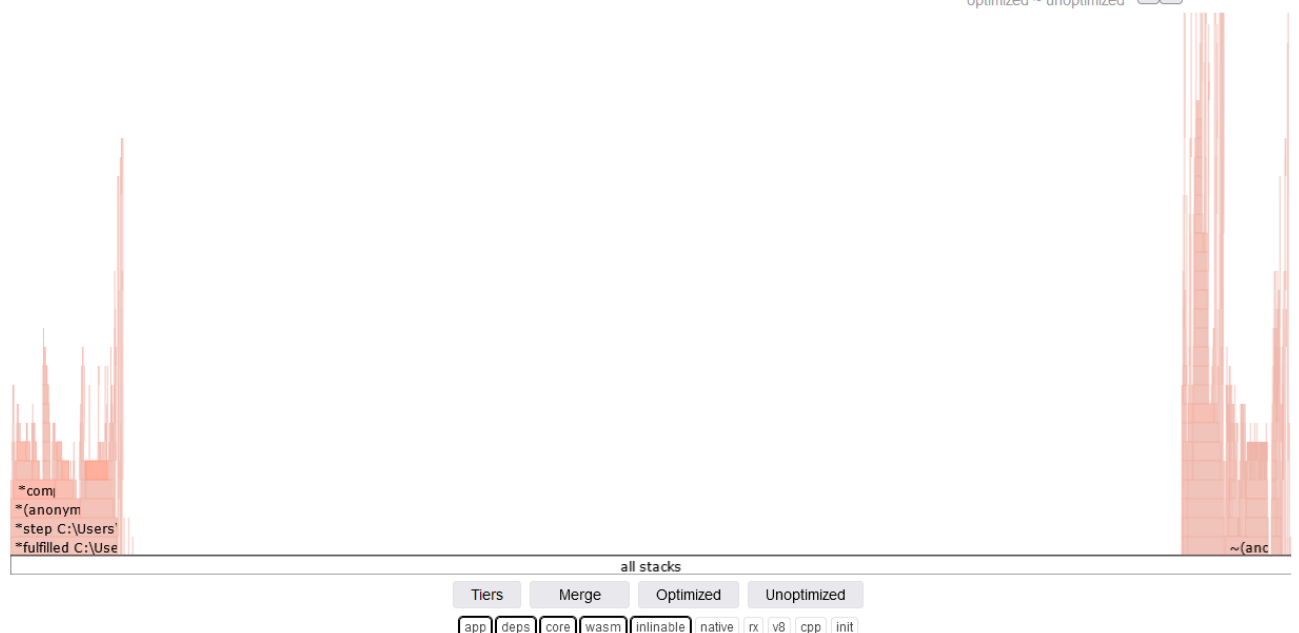 optimized ~ unoptimized
*com
*(anonym
*step C:\Users'
*fulfilled C:\Use
~(anc
all stacks
Tiers Merge Optimized Unoptimized
app deps core wasm inlinable native rx v8 cpp init